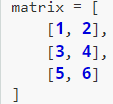 matrix = [
    [1, 2],
    [3, 4],
    [5, 6]
]